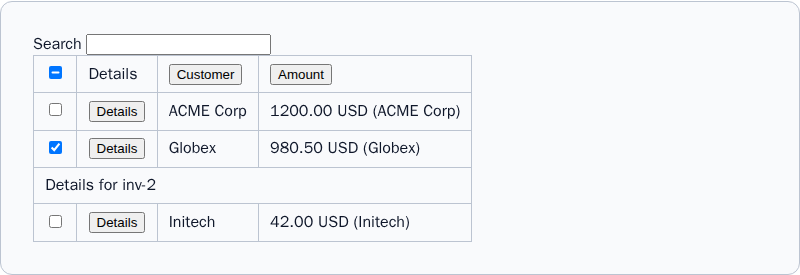 Search
Details Customer Amount
Details ACME Corp 1200.00 USD (ACME Corp)
Details Globex 980.50 USD (Globex)
Details for inv-2
Details Initech 42.00 USD (Initech)